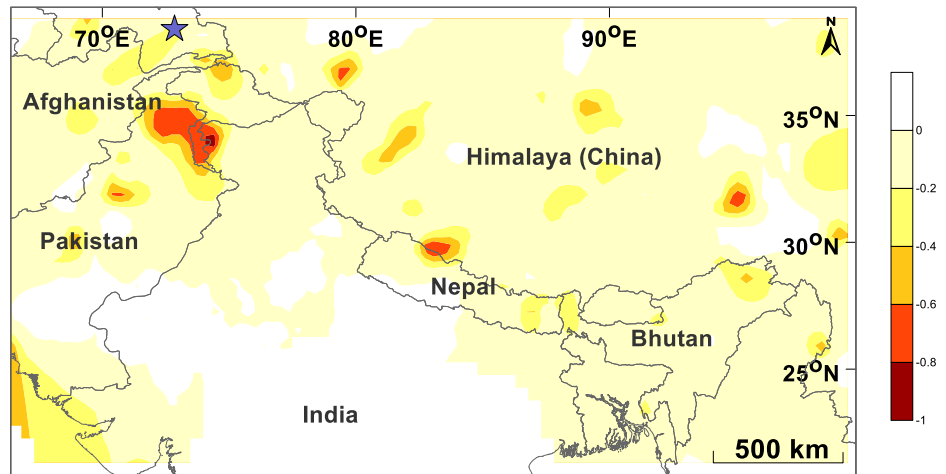 70°E
80°E
90°E
N
Afghanistan
35°N
0
Himalaya (China)
-0.2
Pakistan
30°N
-0.4
Nepal
-0.6
Bhutan
25°N
-0.8
India
-1
500 km